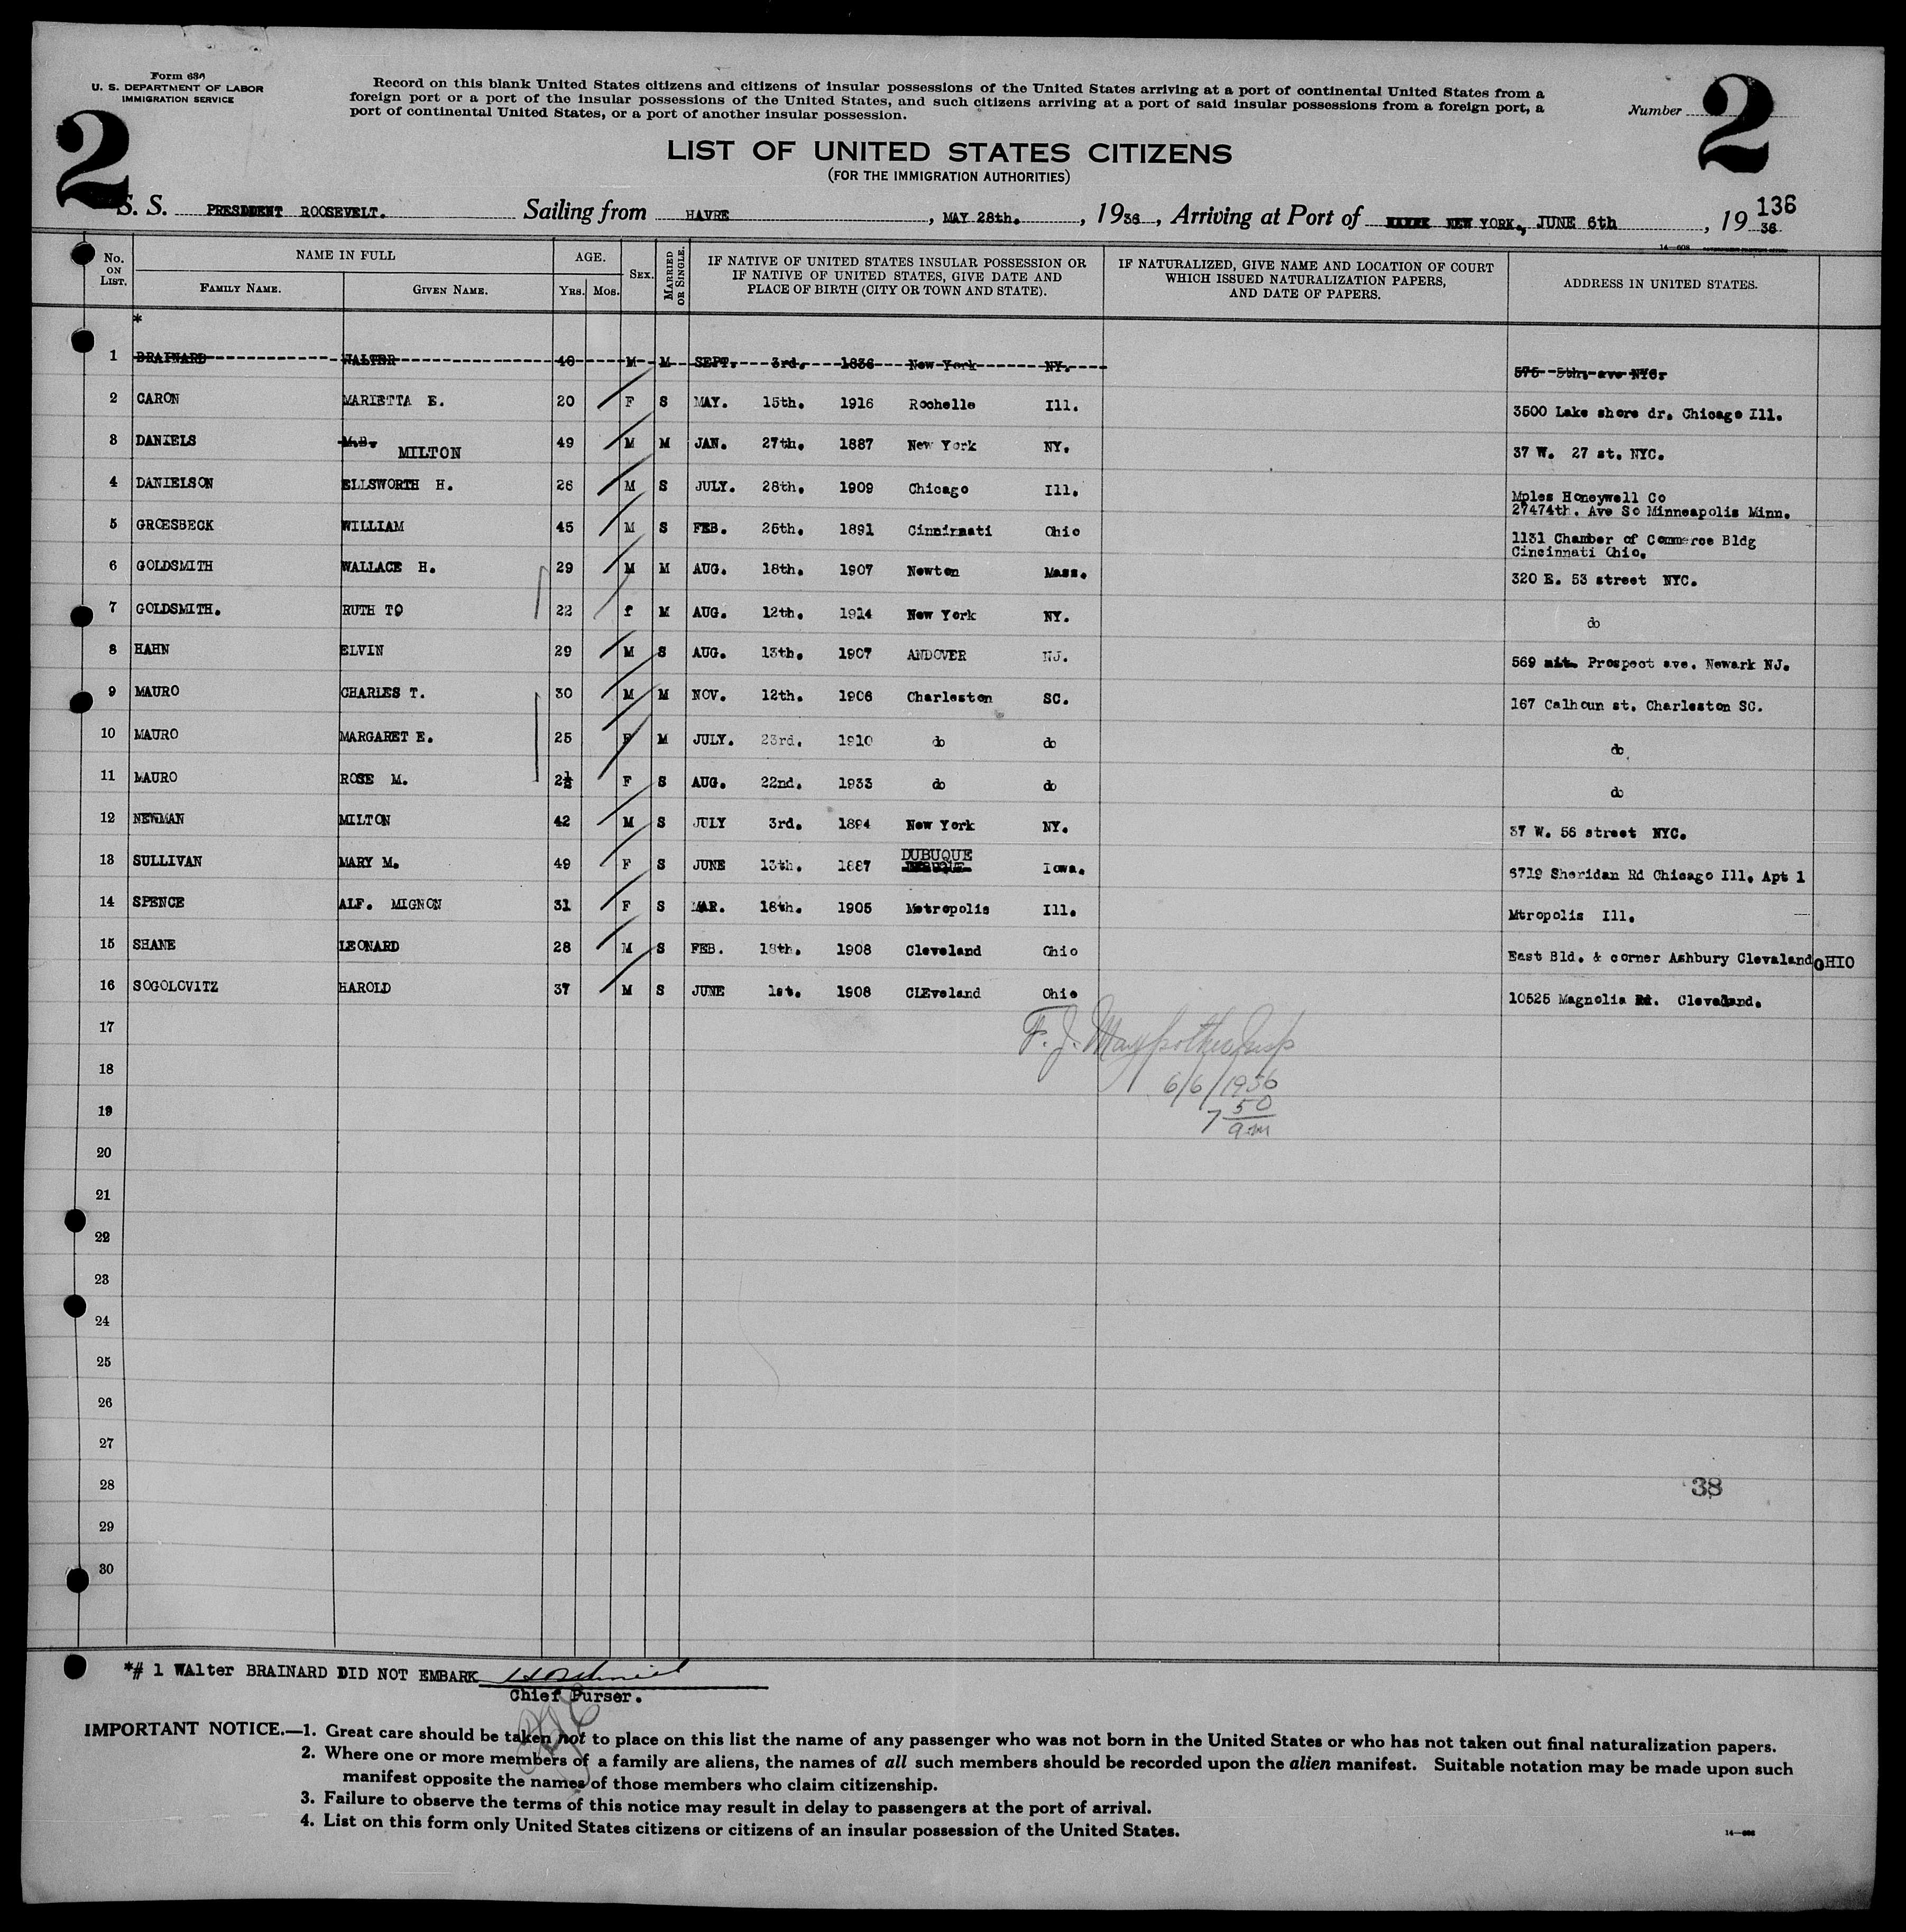 Form 630
U. S. DEPARTMENT OF LABOR
IMMIGRATION SERVICE
Record on this blank United States citizens and citizens of insular possessions of the United States arriving at a port of continental United States from a
foreign port or a port of the insular possessions of the United States, and such citizens arriving at a port of said insular possessions from a foreign port, a
port of continental United States, or a port of another insular possession.
Number
2
2
LIST OF UNITED STATES CITIZENS
(FOR THE IMMIGRATION AUTHORITIES)
136
S. S. PRESIDENT ROOSEVELT. Sailing from HAVRE, MAY 28th., 1936, Arriving at Port of NEW YORK., JUNE 6th, 19 36
No. ON LIST. NAME IN FULL FAMILY NAME. GIVEN NAME. AGE. YRS. MOS. SEX. MARRIED OR SINGLE. IF NATIVE OF UNITED STATES INSULAR POSSESSION OR IF NATIVE OF UNITED STATES, GIVE DATE AND PLACE OF BIRTH (CITY OR TOWN AND STATE). IF NATURALIZED, GIVE NAME AND LOCATION OF COURT WHICH ISSUED NATURALIZATION PAPERS, AND DATE OF PAPERS. ADDRESS IN UNITED STATES.
*
1 BRAINARD WALTER 48 M M SEPT. 3rd. 1836 New York NY. 575 5th. ave NYC.
2 CARON MARIETTA E. 20 F S MAY. 15th. 1916 Rochelle Ill. 3500 Lake shore dr. Chicago Ill.
3 DANIELS M.B. MILTON 49 M M JAN. 27th. 1887 New York NY. 37 W. 27 st. NYC.
4 DANIELSON ELLSWORTH H. 26 M S JULY. 28th. 1909 Chicago Ill. Mples Honeywell Co
27474th. Ave So Minneapolis Minn.
5 GROESBECK WILLIAM 45 M S FEB. 25th. 1891 Cinnirnati Ohio 1131 Chamber of Commerce Bldg
Cincinnati Ohio.
6 GOLDSMITH WALLACE H. 29 M M AUG. 18th. 1907 Newton Mass. 320 E. 53 street NYC.
7 GOLDSMITH. RUTH TO 22 f M AUG. 12th. 1914 New York NY. do
8 HAHN ELVIN 29 M S AUG. 13th. 1907 ANDOVER NJ. 569 mt. Prospect ave. Newark NJ.
9 MAURO CHARLES T. 30 M M NOV. 12th. 1906 Charleston SC. 167 Calhoun st. Charleston SC.
10 MAURO MARGARET E. 25 F M JULY. 23rd. 1910 do do do
11 MAURO ROSE M. 2½ F S AUG. 22nd. 1933 do do do
12 NEWMAN MILTON 42 M S JULY 3rd. 1894 New York NY. 37 W. 56 street NYC.
13 SULLIVAN MARY M. 49 F S JUNE 13th. 1887 DUBUQUE Iowa. 6719 Sheridan Rd Chicago Ill. Apt 1
14 SPENCE ALF. MIGNON 31 F S MAR. 18th. 1905 Metropolis Ill. Mtropolis Ill.
15 SHANE LEONARD 28 M S FEB. 18th. 1908 Cleveland Ohio East Bld. & corner Ashbury Clevaland OHIO
16 SOGOLOVITZ HAROLD 37 M S JUNE 1st. 1908 CLEveland Ohio 10525 Magnolia Rd. Cleveland.
17
F. J.
18
6/6/1936
19
7 50 a.m
20
21
22
23
24
25
26
27
28
38
29
30
*# 1 WAlter BRAINARD DID NOT EMBARK
Chief Purser.
IMPORTANT NOTICE.—1. Great care should be taken not to place on this list the name of any passenger who was not born in the United States or who has not taken out final naturalization papers.
2. Where one or more members of a family are aliens, the names of all such members should be recorded upon the alien manifest. Suitable notation may be made upon such
manifest opposite the names of those members who claim citizenship.
3. Failure to observe the terms of this notice may result in delay to passengers at the port of arrival.
4. List on this form only United States citizens or citizens of an insular possession of the United States.